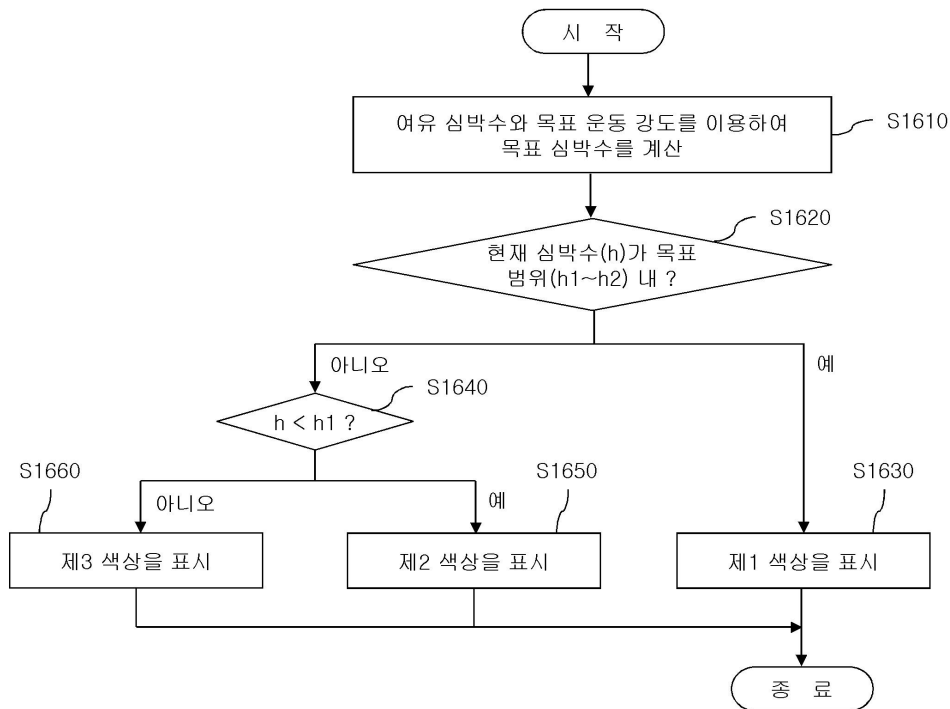 시 작
여유 심박수와 목표 운동 강도를 이용하여
목표 심박수를 계산
S1610
S1620
현재 심박수(h)가 목표
범위(h1~h2) 내 ?
아니오
예
S1640
h < h1 ?
S1660
아니오
예
S1650
S1630
제3 색상을 표시
제2 색상을 표시
제1 색상을 표시
종 료